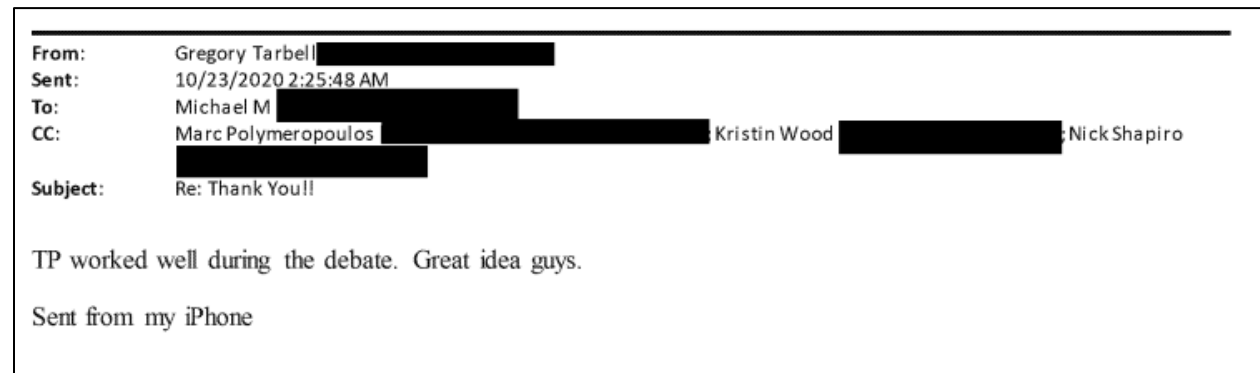 From: Gregory Tarbell
Sent: 10/23/2020 2:25:48 AM
To: Michael M
CC: Marc Polymeropoulos ; Kristin Wood ; Nick Shapiro
Subject: Re: Thank You!!
TP worked well during the debate. Great idea guys.
Sent from my iPhone